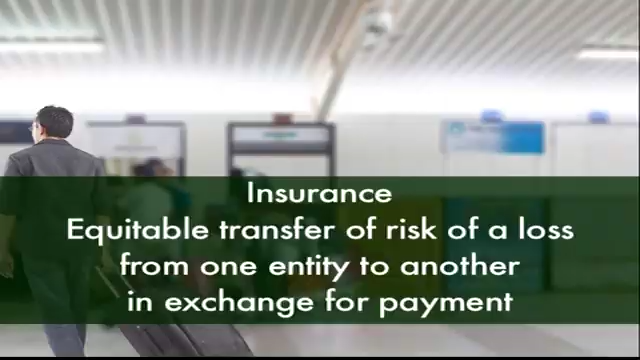 Insurance
Equitable transfer of risk of a loss
from one entity to another
in exchange for payment